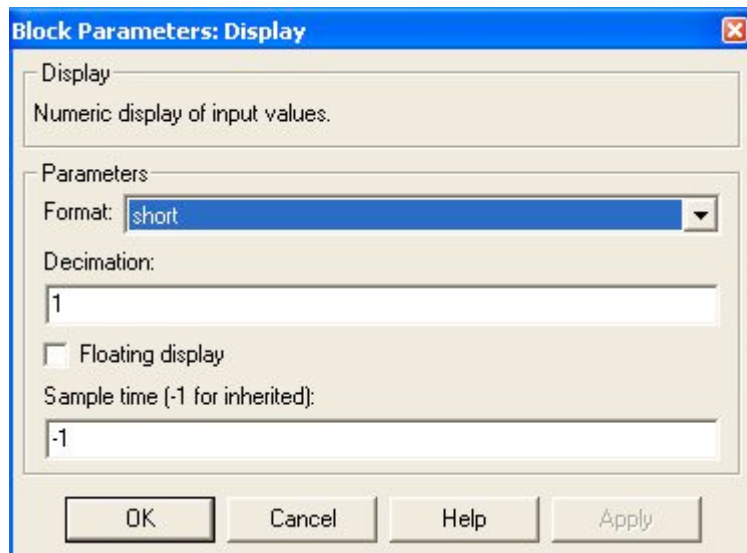 Block Parameters: Display
Display
Numeric display of input values.
Parameters
Format: short
Decimation:
1
Floating display
Sample time (-1 for inherited):
-1
OK Cancel Help Apply